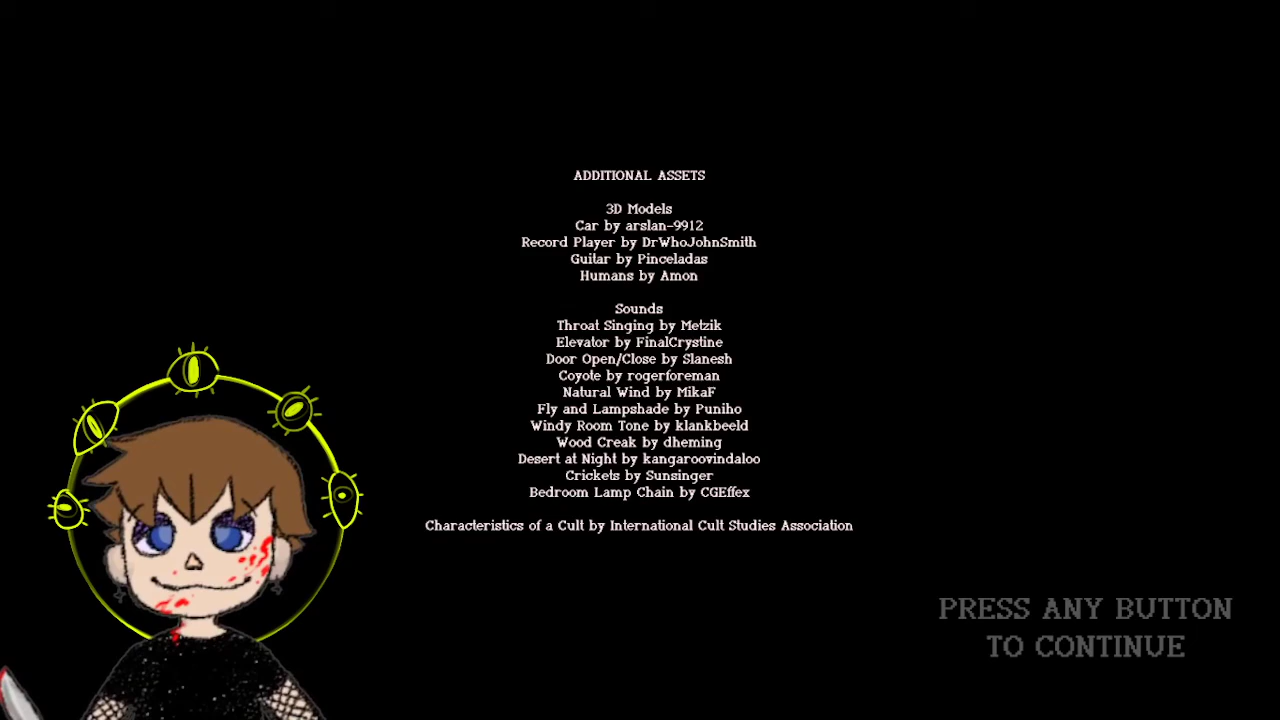 ADDITIONAL ASSETS
3D Models
Car by arslan-9912
Record Player by DrWhoJohnSmith
Guitar by Pinceladas
Humans by Amon
Sounds
Throat Singing by Metzik
Elevator by FinalCrystine
Door Open/Close by Slanesh
Coyote by rogerforeman
Natural Wind by MikaF
Fly and Lampshade by Puniho
Windy Room Tone by klankbeeld
Wood Creak by dheming
Desert at Night by kangaroovindaloo
Crickets by Sunsinger
Bedroom Lamp Chain by CGEffex
Characteristics of a Cult by International Cult Studies Association
PRESS ANY BUTTON
TO CONTINUE